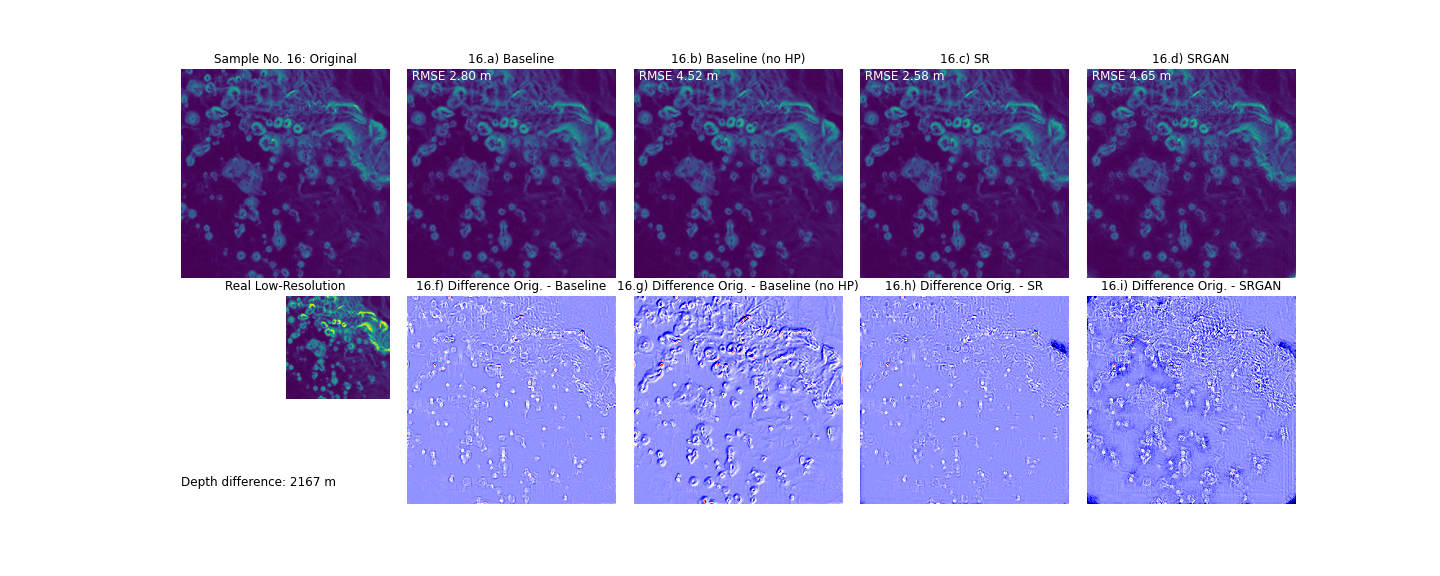 Sample No. 16: Original
16.a) Baseline
16.b) Baseline (no HP)
16.c) SR
16.d) SRGAN
RMSE 2.80 m
RMSE 4.52 m
RMSE 2.58 m
RMSE 4.65 m
Real Low-Resolution
16.f) Difference Orig. - Baseline
16.g) Difference Orig. - Baseline (no HP)
16.h) Difference Orig. - SR
16.i) Difference Orig. - SRGAN
Depth difference: 2167 m